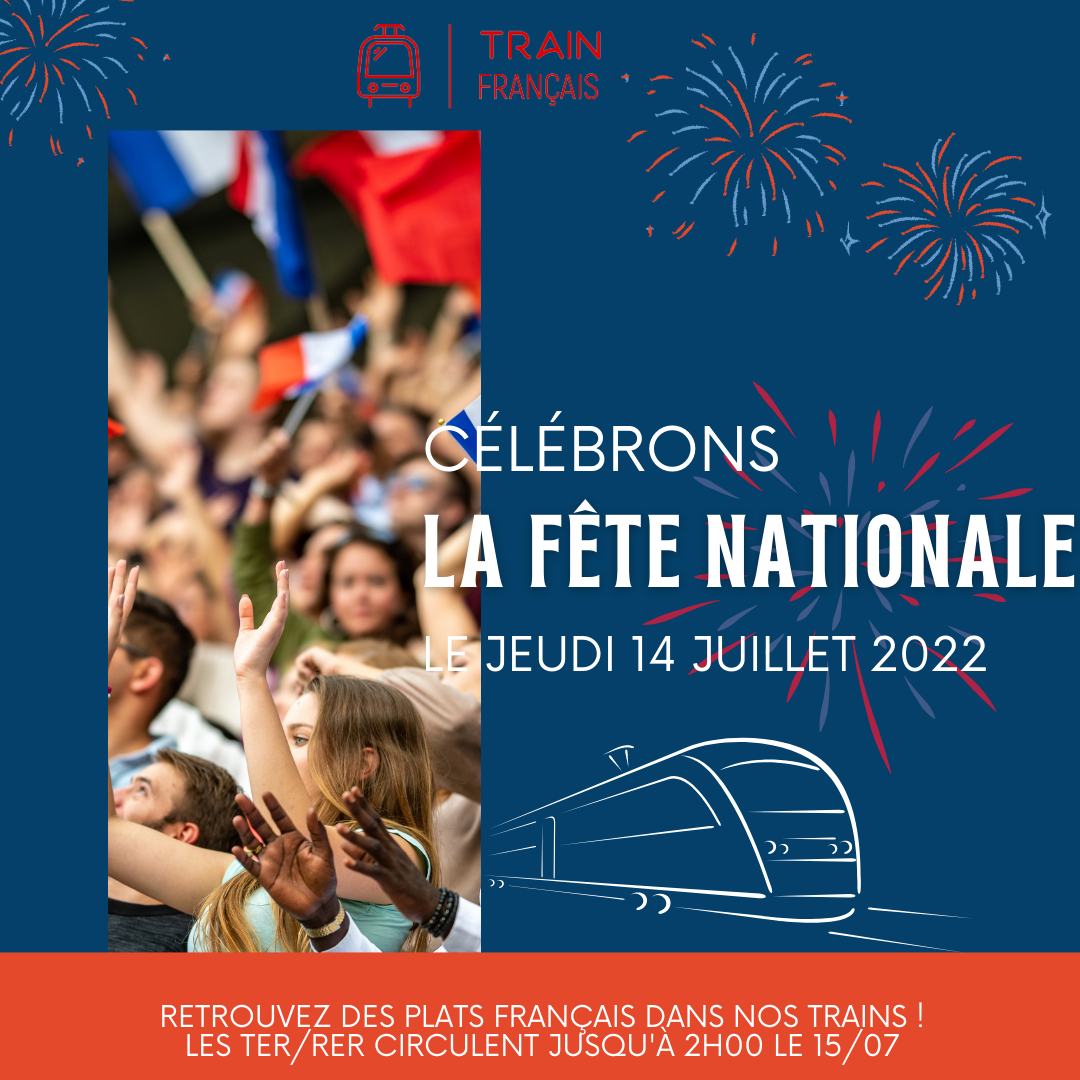 TRAIN
FRANÇAIS
CÉLÉBRONS
LA FÊTE NATIONALE
LE JEUDI 14 JUILLET 2022
RETROUVEZ DES PLATS FRANÇAIS DANS NOS TRAINS !
LES TER/RER CIRCULENT JUSQU'À 2H00 LE 15/07